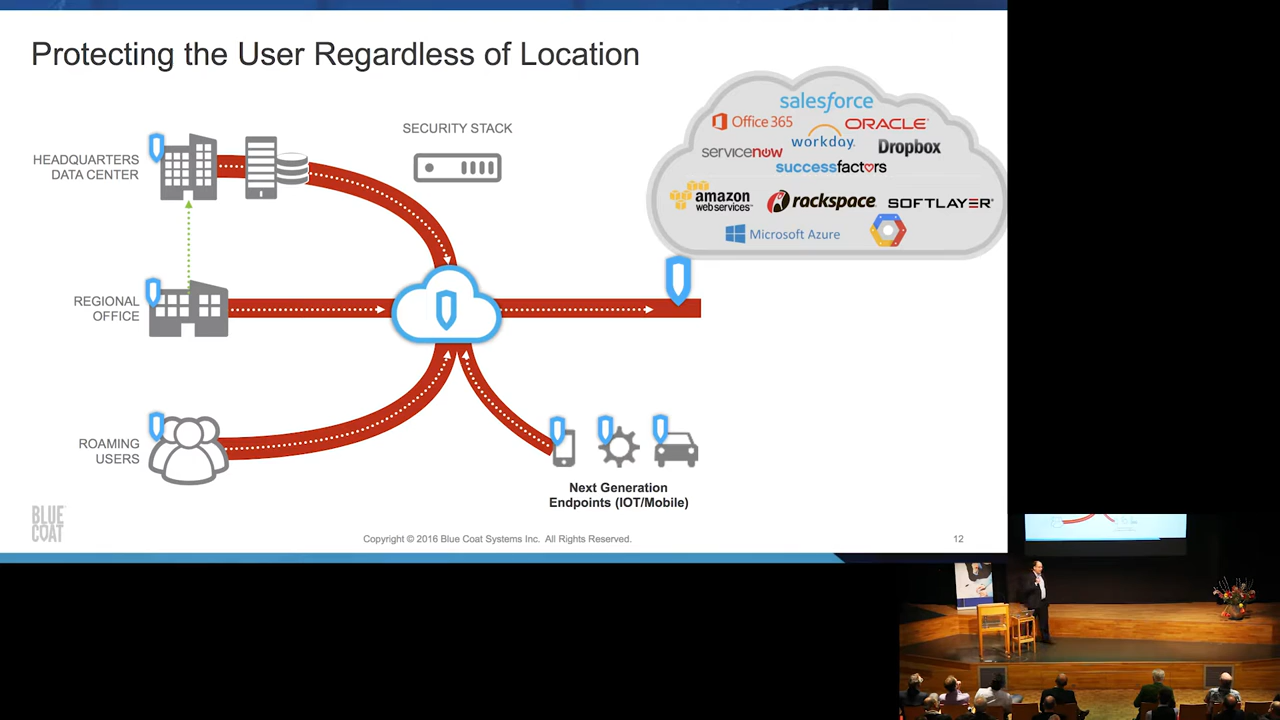 Protecting the User Regardless of Location
SECURITY STACK
HEADQUARTERS
DATA CENTER
salesforce
Office 365
ORACLE
servicenow
workday
Dropbox
successfactors
amazon
web services
rackspace
SOFTLAYER
Microsoft Azure
REGIONAL
OFFICE
ROAMING
USERS
Next Generation
Endpoints (IOT/Mobile)
BLUE
COAT
Copyright © 2016 Blue Coat Systems Inc. All Rights Reserved.
12